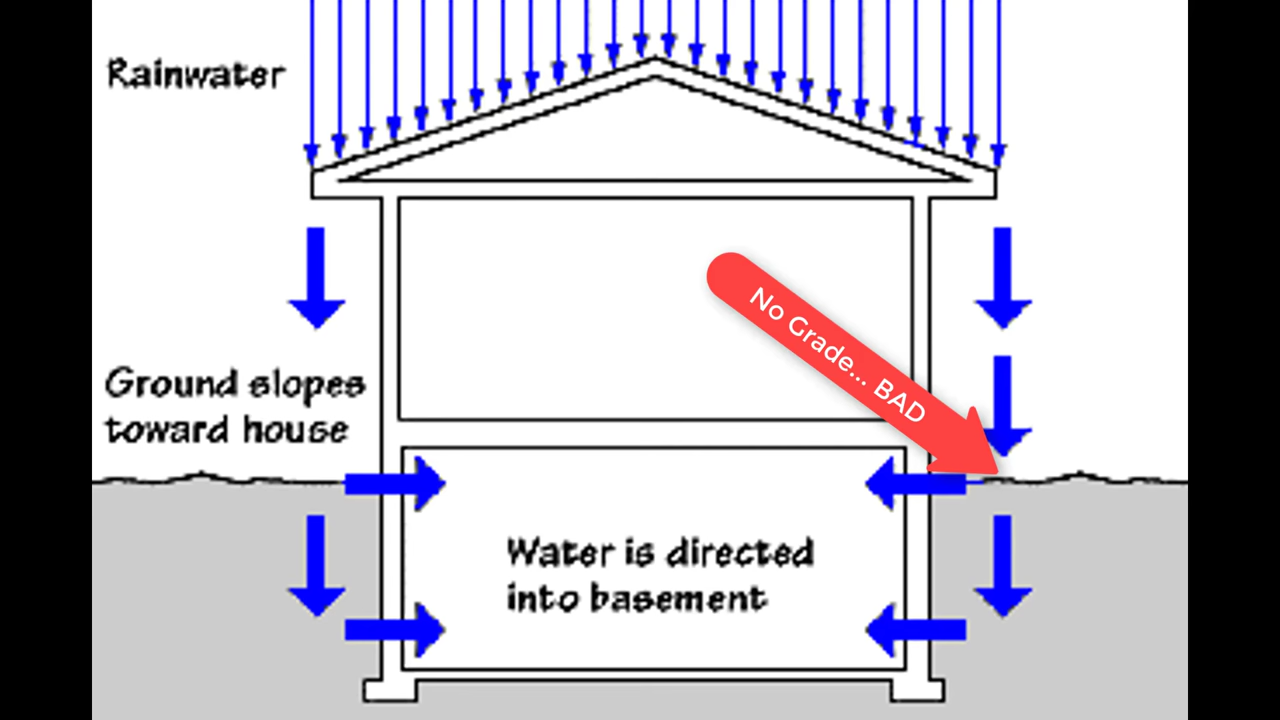 Rainwater
No Grade... BAD
Ground slopes
toward house
Water is directed
into basement